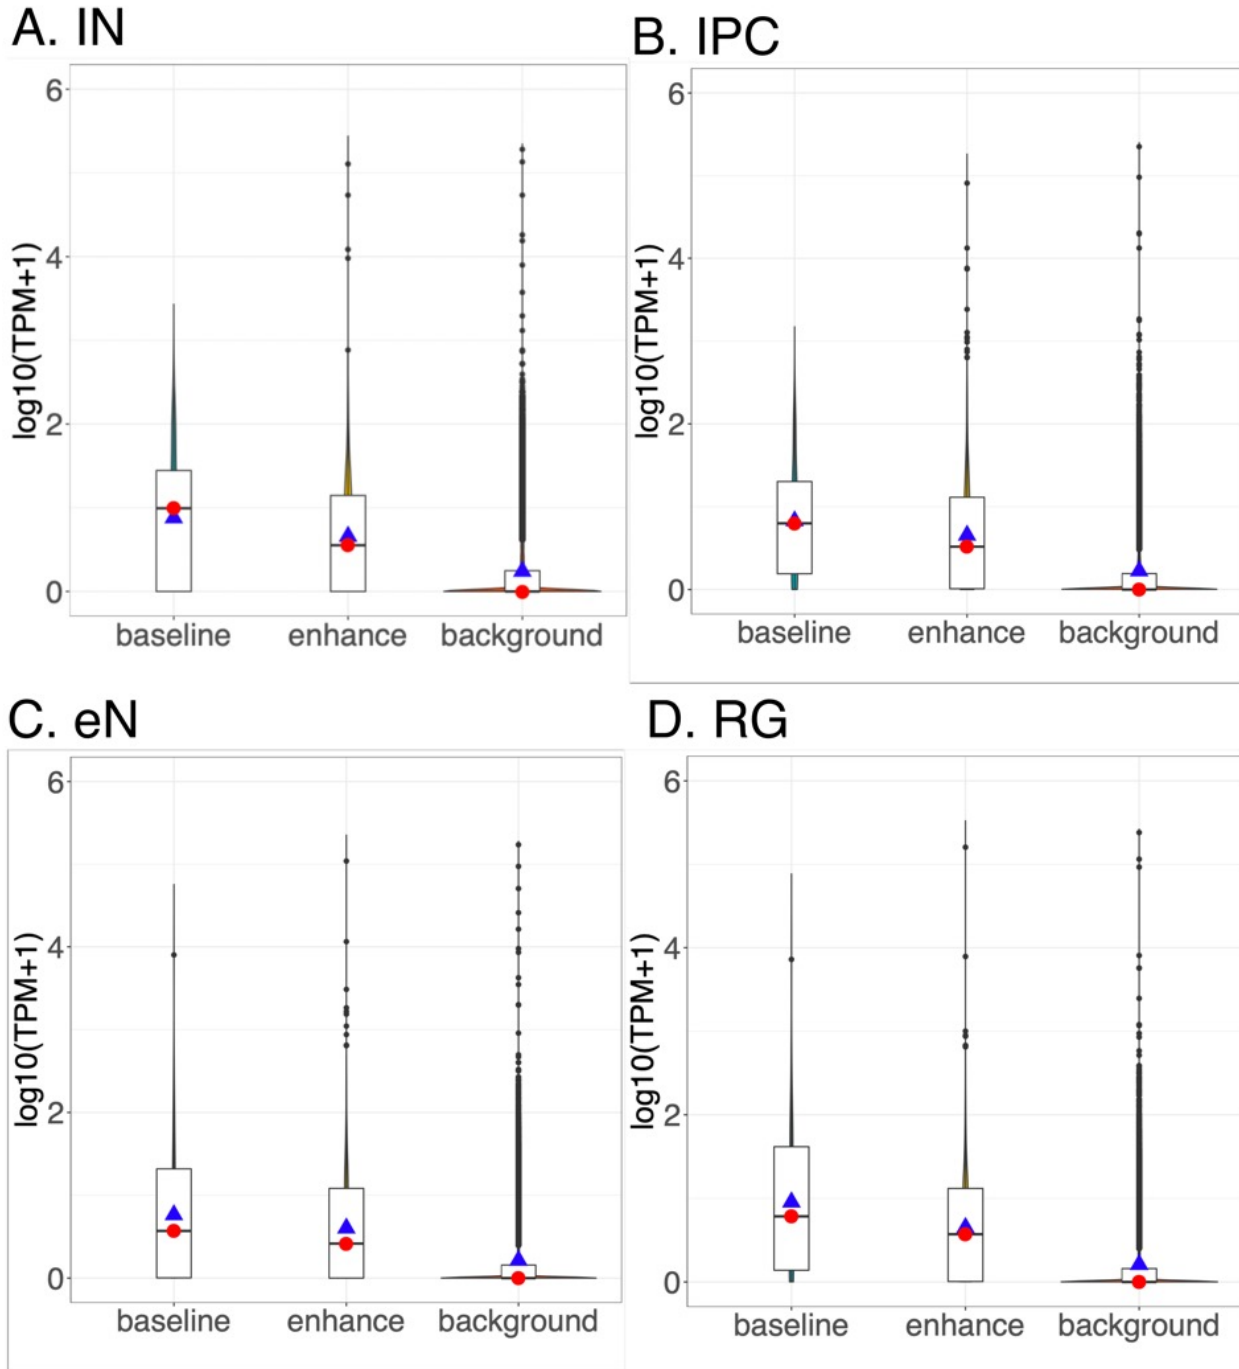 A. IN
6
4
2
0
log10(TPM+1)
baseline enhance background
B. IPC
6
4
2
0
log10(TPM+1)
baseline enhance background
C. eN
6
4
2
0
log10(TPM+1)
baseline enhance background
D. RG
6
4
2
0
log10(TPM+1)
baseline enhance background